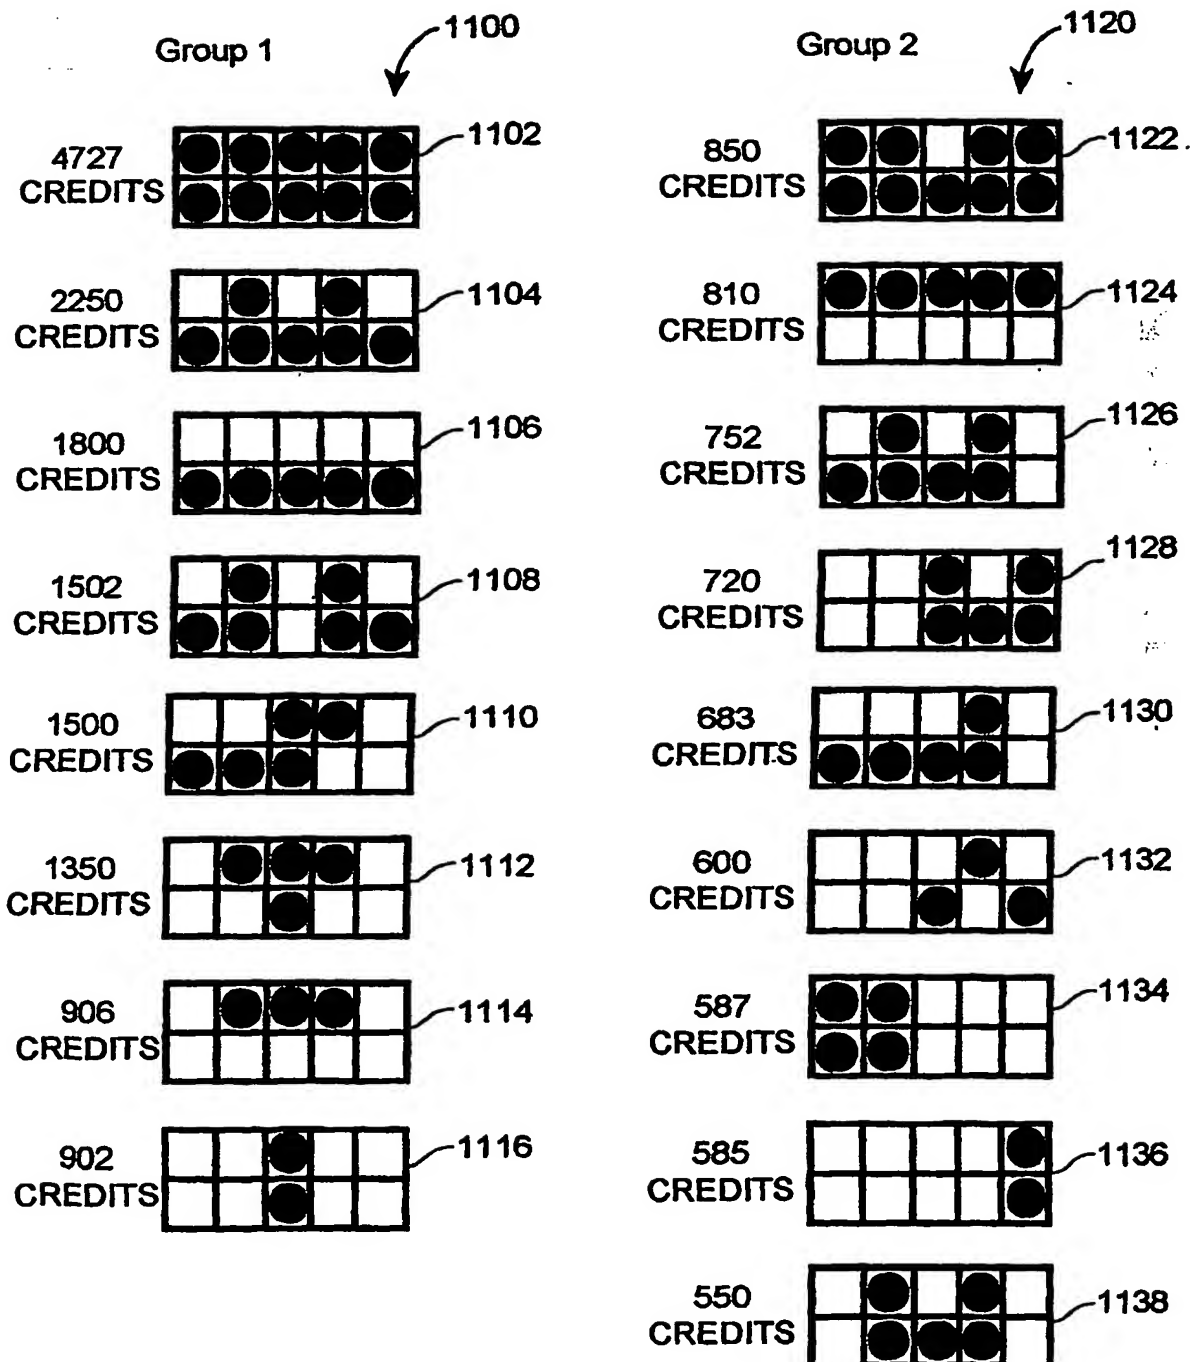 Group 1
1100
4727
CREDITS
1102
2250
CREDITS
1104
1800
CREDITS
1106
1502
CREDITS
1108
1500
CREDITS
1110
1350
CREDITS
1112
906
CREDITS
1114
902
CREDITS
1116
Group 2
1120
850
CREDITS
1122
810
CREDITS
1124
752
CREDITS
1126
720
CREDITS
1128
683
CREDITS
1130
600
CREDITS
1132
587
CREDITS
1134
585
CREDITS
1136
550
CREDITS
1138